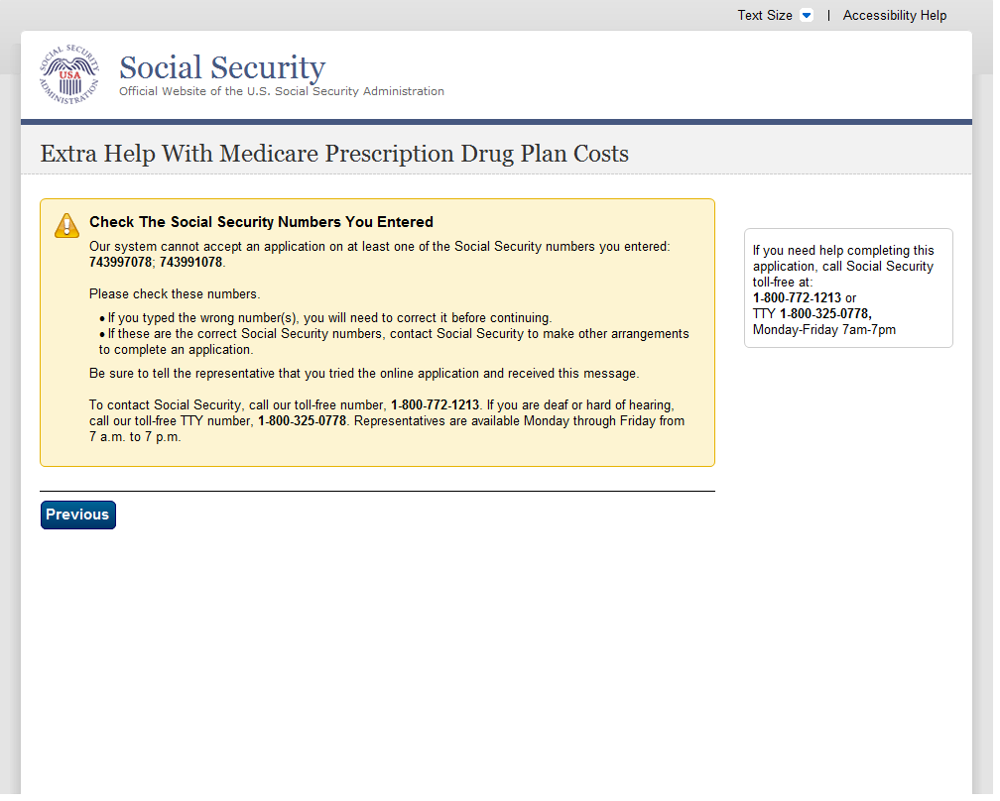 Text Size | Accessibility Help
SOCIAL SECURITY ADMINISTRATION
USA
Social Security
Official Website of the U.S. Social Security Administration
Extra Help With Medicare Prescription Drug Plan Costs
Check The Social Security Numbers You Entered
Our system cannot accept an application on at least one of the Social Security numbers you entered:
743997078; 743991078.
Please check these numbers.
• If you typed the wrong number(s), you will need to correct it before continuing.
• If these are the correct Social Security numbers, contact Social Security to make other arrangements
to complete an application.
Be sure to tell the representative that you tried the online application and received this message.
To contact Social Security, call our toll-free number, 1-800-772-1213. If you are deaf or hard of hearing,
call our toll-free TTY number, 1-800-325-0778. Representatives are available Monday through Friday from
7 a.m. to 7 p.m.
If you need help completing this
application, call Social Security
toll-free at:
1-800-772-1213 or
TTY 1-800-325-0778,
Monday-Friday 7am-7pm
Previous